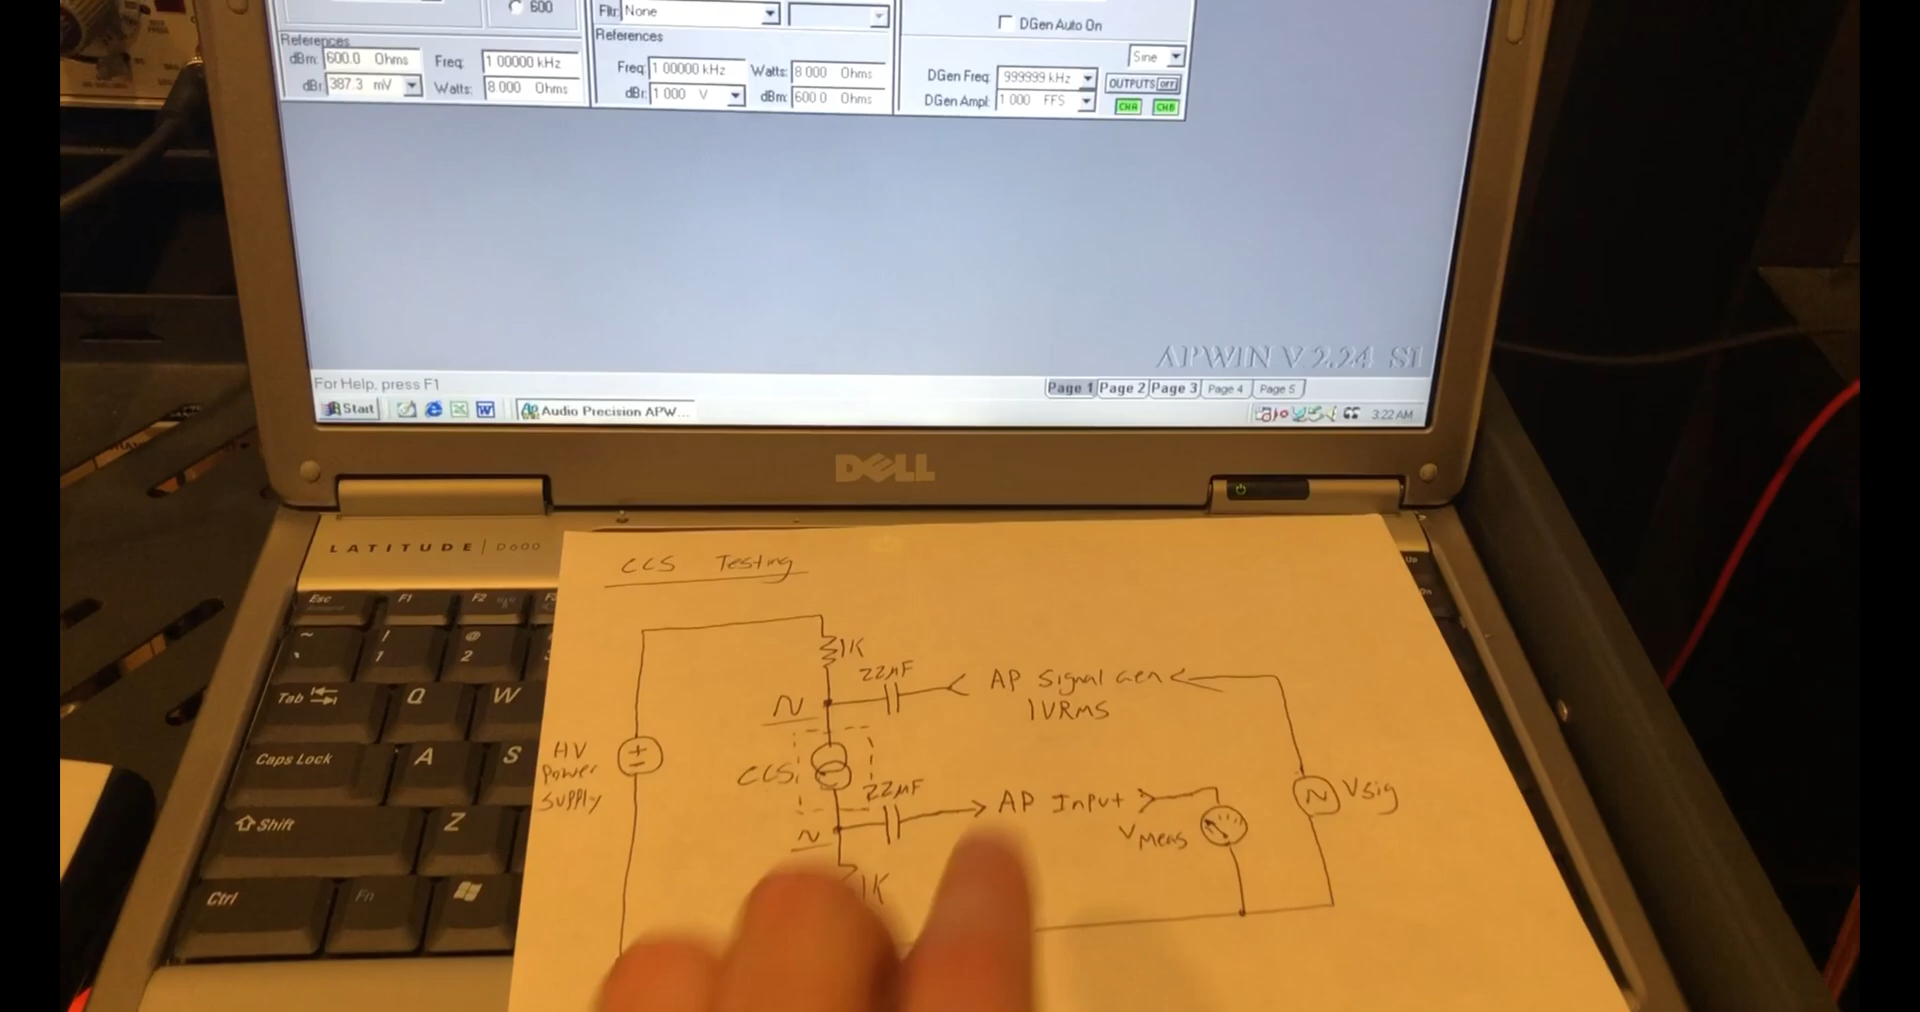 600
Fltr: None
DGen Auto On
References
References
dBm: 600.0 Ohms Freq: 1.00000 kHz
dBr: 387.3 mV Watts: 8.000 Ohms
Freq: 1.00000 kHz Watts: 8.000 Ohms
dBr: 1.000 V dBm: 600.0 Ohms
Sine
DGen Freq: .999999 kHz OUTPUTS OFF
DGen Ampl: 1.000 FFS CHA CHB
APWIN V 2.24 S1
For Help, press F1
Page 1 Page 2 Page 3 Page 4 Page 5
Start
Audio Precision APW...
3:22 AM
DELL
LATITUDE | D600
Esc F1 F2
~ ! @
1 2
Tab Q W
Caps Lock A S
Shift Z
Ctrl Fn
CCS Testing
1K
22µF
AP Signal Gen
1VRMS
HV
Power
Supply
CCS
22µF
AP Input
VMeas
Vsig
1K